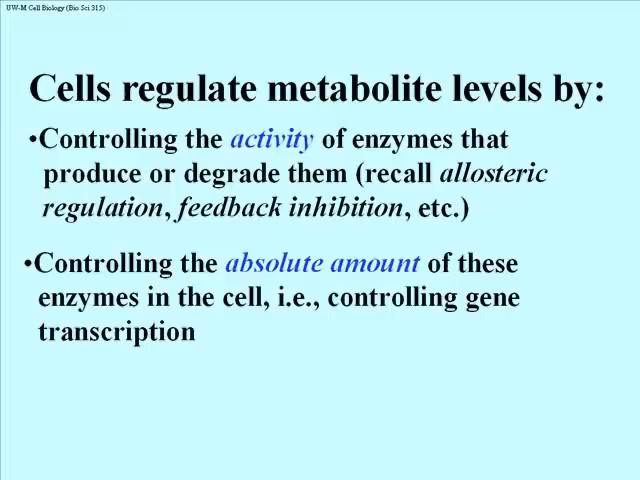 UW-M Cell Biology (Bio Sci 315)
Cells regulate metabolite levels by:
•Controlling the activity of enzymes that
produce or degrade them (recall allosteric
regulation, feedback inhibition, etc.)
•Controlling the absolute amount of these
enzymes in the cell, i.e., controlling gene
transcription